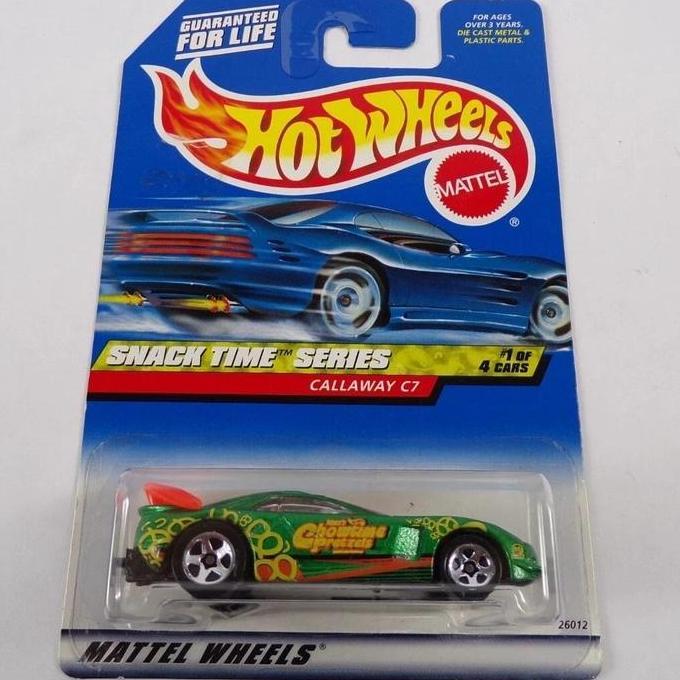 GUARANTEED
FOR LIFE
FOR AGES
OVER 3 YEARS.
DIE CAST METAL &
PLASTIC PARTS.
HOT WHEELS
MATTEL
®
SNACK TIME™ SERIES
#1 OF
4 CARS
CALLAWAY C7
26012
MATTEL WHEELS®